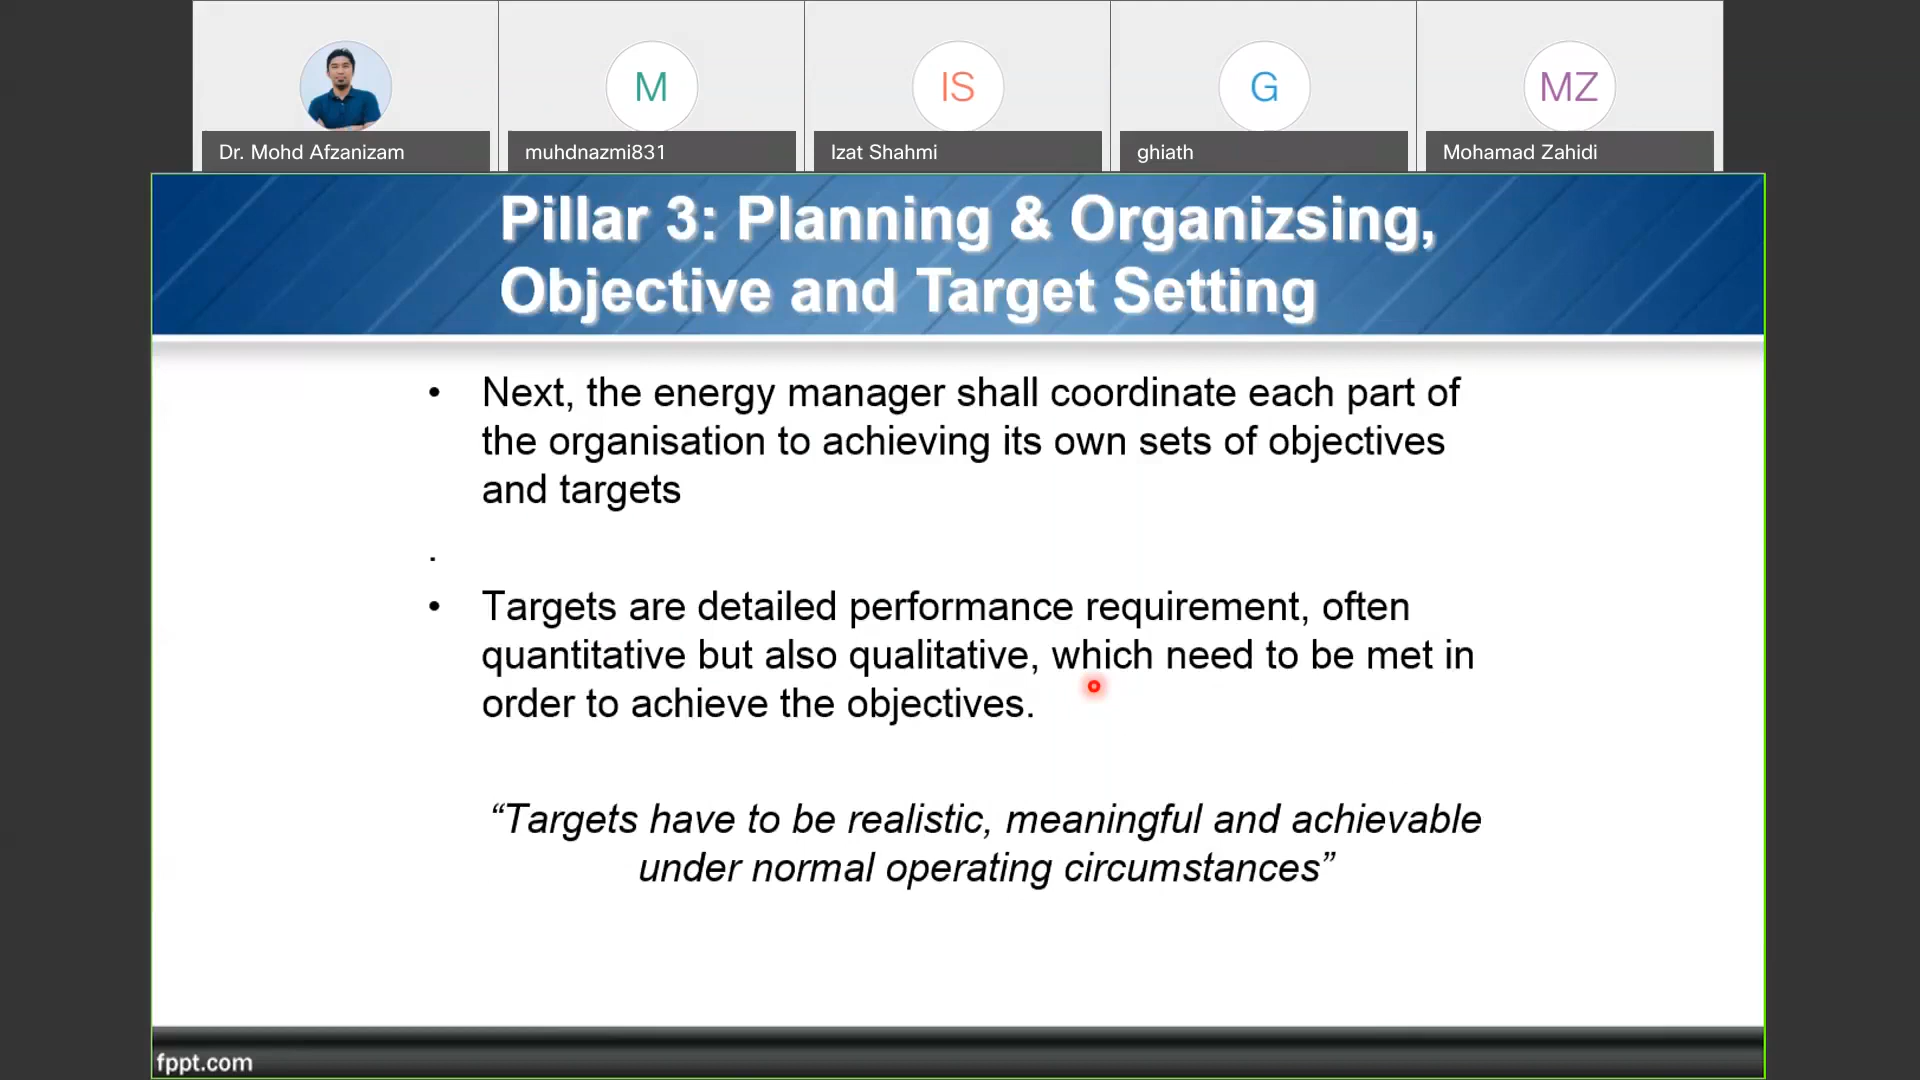 M
IS
G
MZ
Dr. Mohd Afzanizam
muhdnazmi831
Izat Shahmi
ghiath
Mohamad Zahidi
Pillar 3: Planning & Organizsing,
Objective and Target Setting
• Next, the energy manager shall coordinate each part of
the organisation to achieving its own sets of objectives
and targets
.
• Targets are detailed performance requirement, often
quantitative but also qualitative, which need to be met in
order to achieve the objectives.
“Targets have to be realistic, meaningful and achievable
under normal operating circumstances”
fppt.com